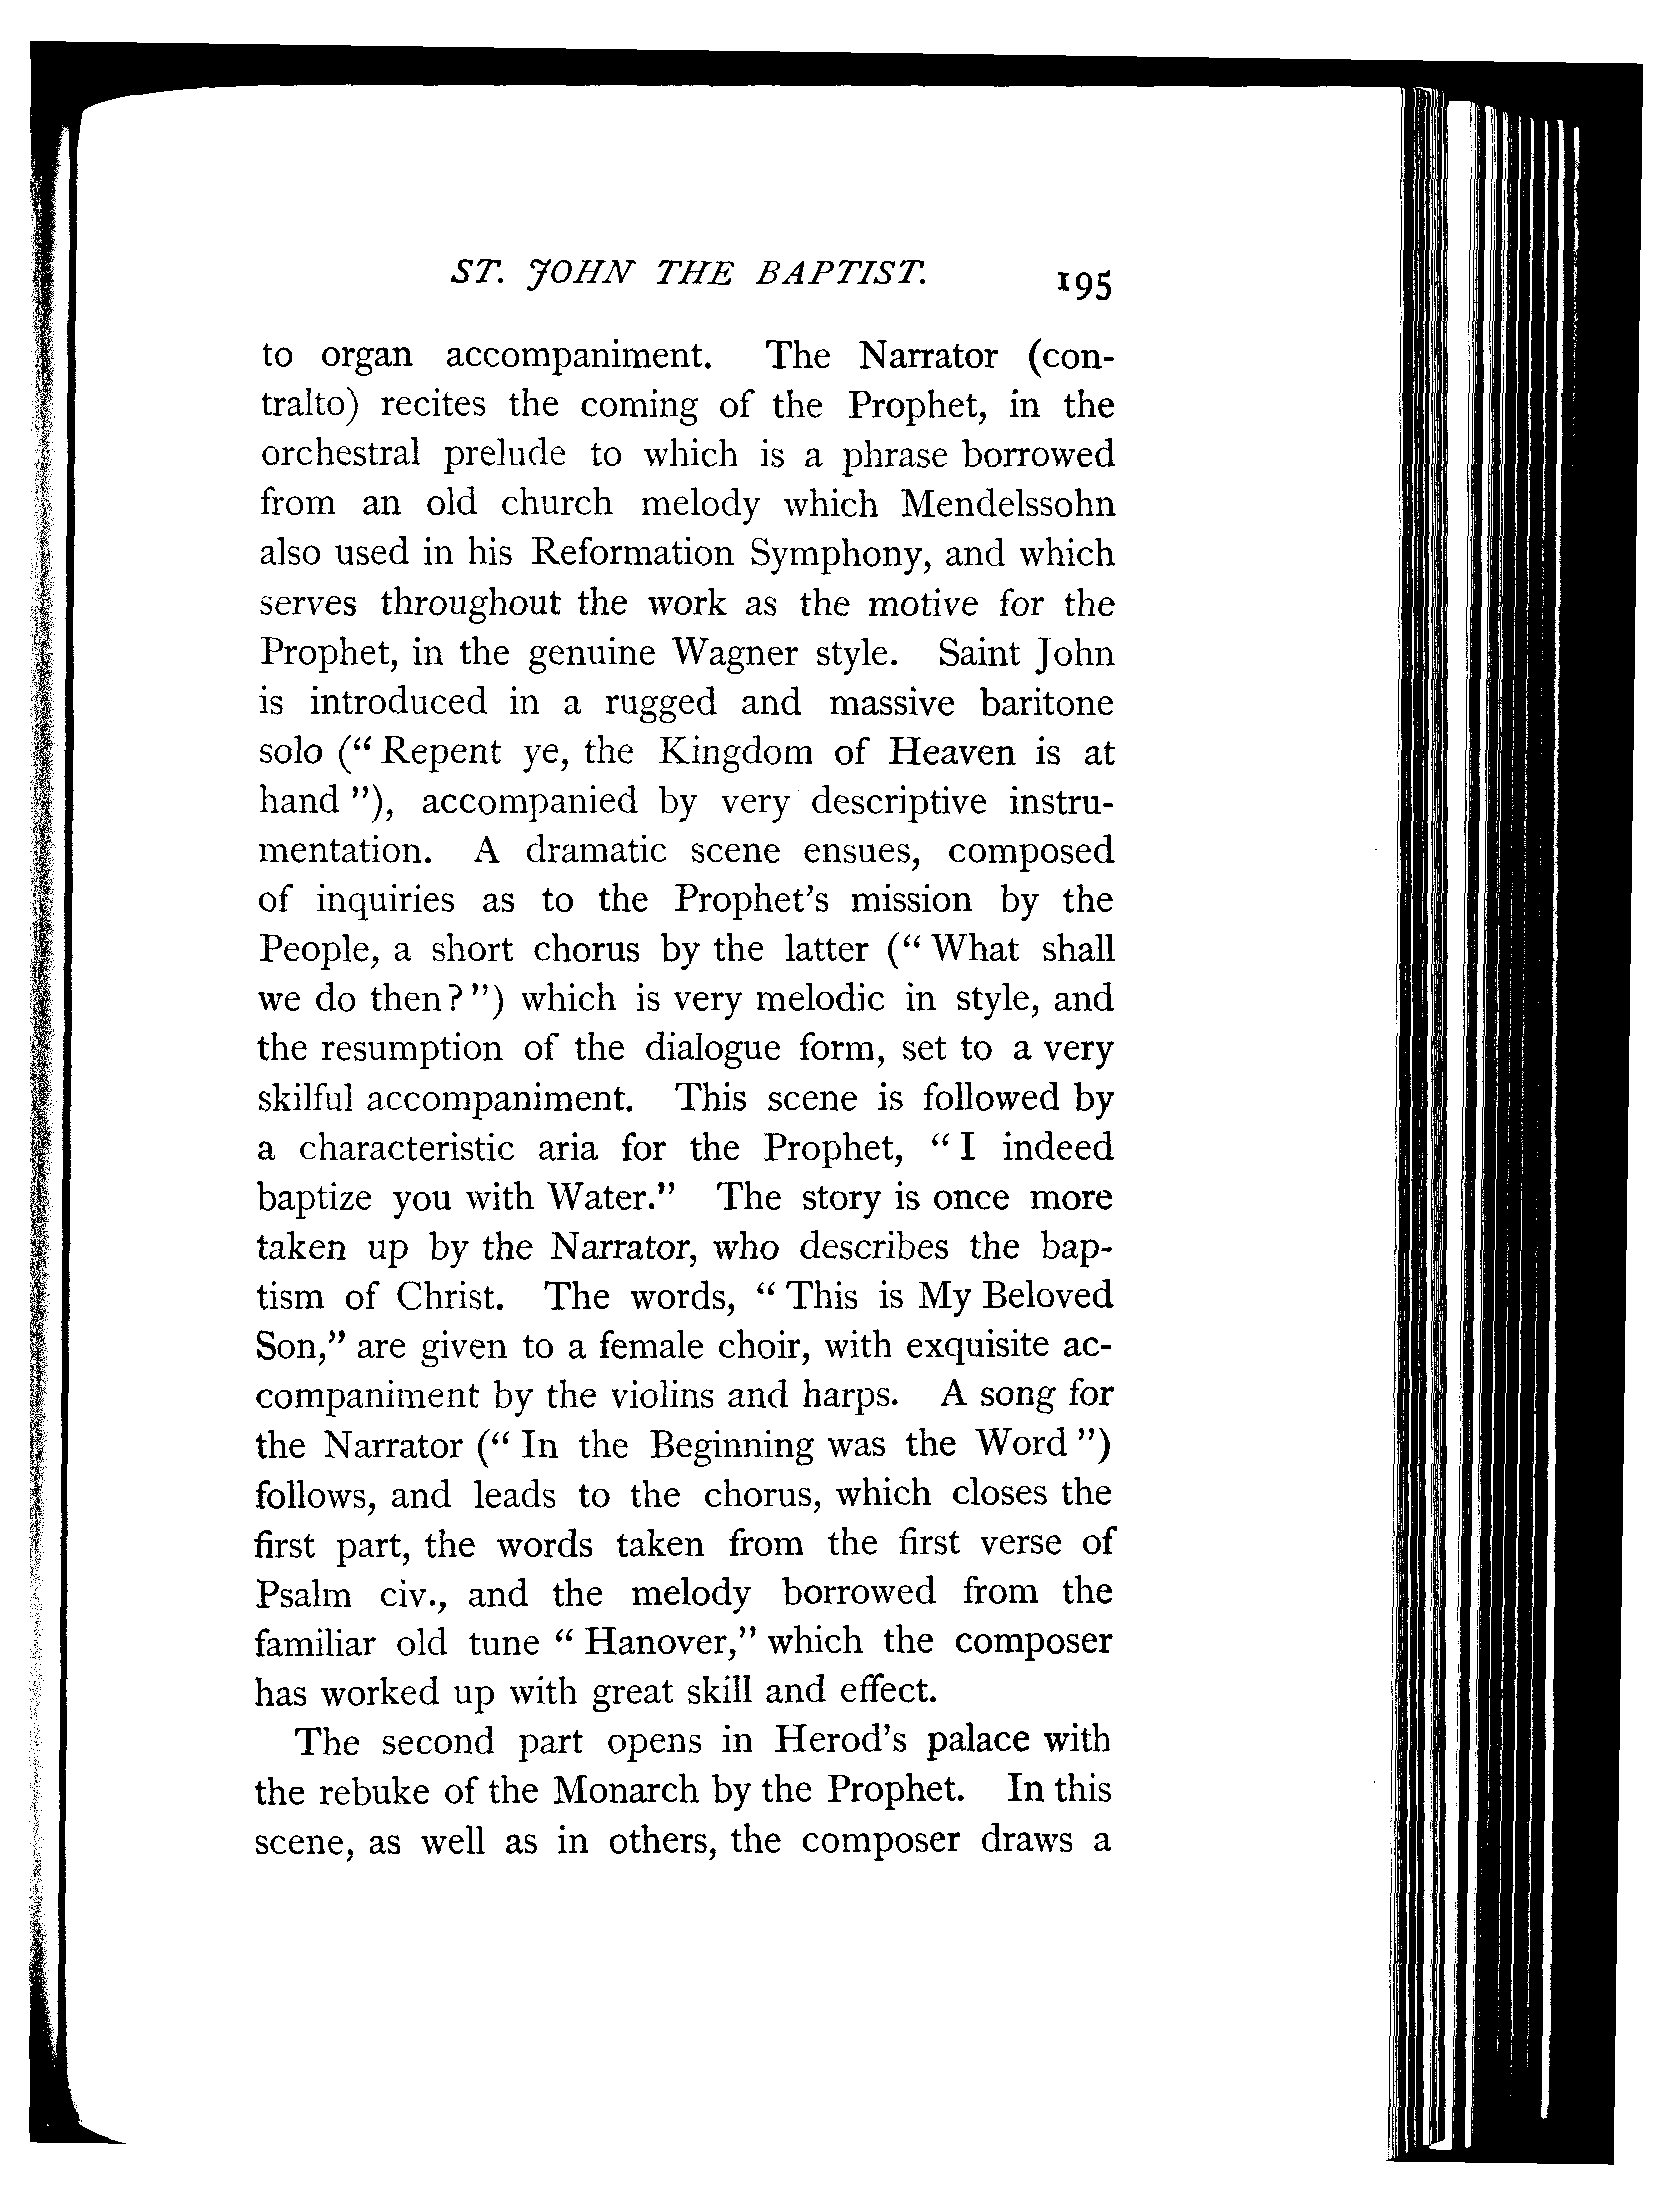 ST. JOHN THE BAPTIST. 195
to organ accompaniment. The Narrator (con-
tralto) recites the coming of the Prophet, in the
orchestral prelude to which is a phrase borrowed
from an old church melody which Mendelssohn
also used in his Reformation Symphony, and which
serves throughout the work as the motive for the
Prophet, in the genuine Wagner style. Saint John
is introduced in a rugged and massive baritone
solo (“ Repent ye, the Kingdom of Heaven is at
hand ”), accompanied by very descriptive instru-
mentation. A dramatic scene ensues, composed
of inquiries as to the Prophet's mission by the
People, a short chorus by the latter (“ What shall
we do then? ”) which is very melodic in style, and
the resumption of the dialogue form, set to a very
skilful accompaniment. This scene is followed by
a characteristic aria for the Prophet, “ I indeed
baptize you with Water.” The story is once more
taken up by the Narrator, who describes the bap-
tism of Christ. The words, “ This is My Beloved
Son,” are given to a female choir, with exquisite ac-
companiment by the violins and harps. A song for
the Narrator (“ In the Beginning was the Word ”)
follows, and leads to the chorus, which closes the
first part, the words taken from the first verse of
Psalm civ., and the melody borrowed from the
familiar old tune “ Hanover,” which the composer
has worked up with great skill and effect.
The second part opens in Herod's palace with
the rebuke of the Monarch by the Prophet. In this
scene, as well as in others, the composer draws a